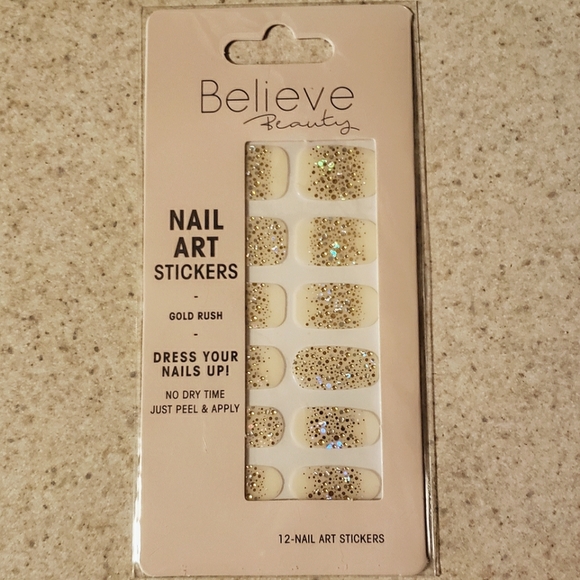 Believe
Beauty
NAIL
ART
STICKERS
-
GOLD RUSH
-
DRESS YOUR
NAILS UP!
NO DRY TIME
JUST PEEL & APPLY
12-NAIL ART STICKERS